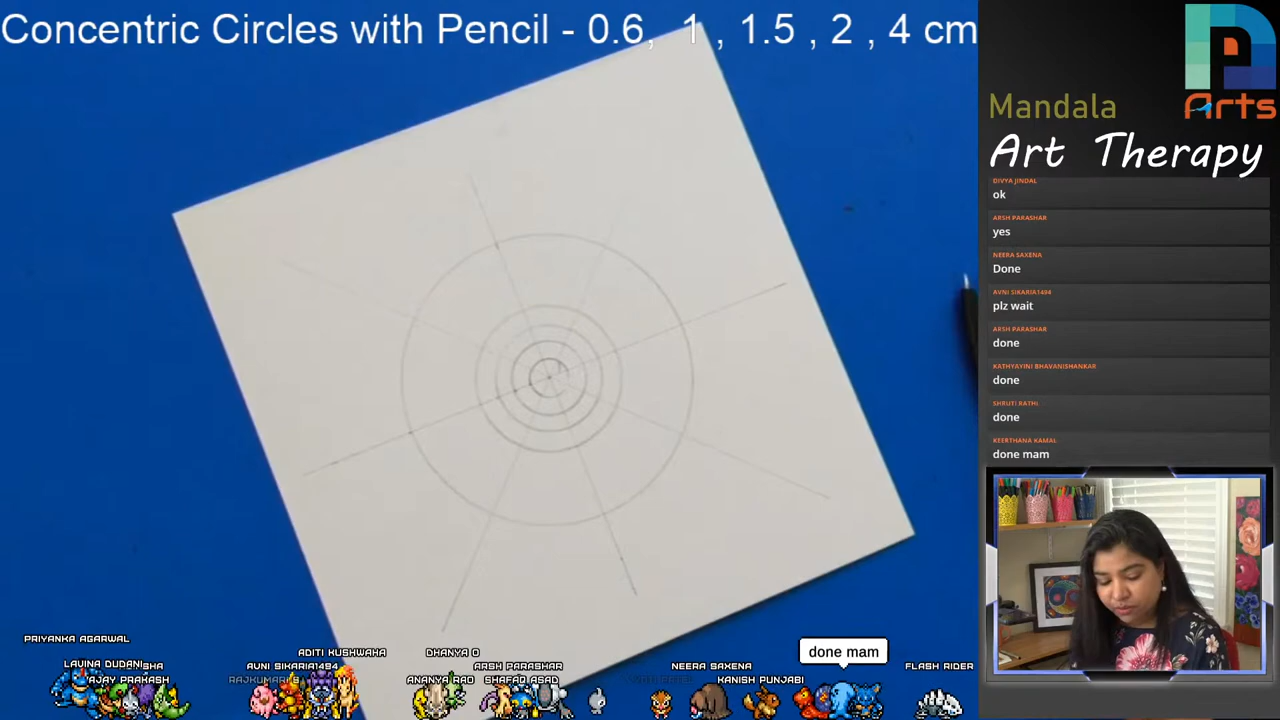 Concentric Circles with Pencil - 0.6, 1 , 1.5 , 2 , 4 cm
Arts
Mandala
Art Therapy
DIVYA JINDAL
ok
ARSH PARASHAR
yes
NEERA SAXENA
Done
AVNI SIKARIA1494
plz wait
ARSH PARASHAR
done
KATHYAYINI BHAVANISHANKAR
done
SHRUTI RATHI
done
KEERTHANA KAMAL
done mam
done mam
PRIYANKA AGARWAL
ADITI KUSHWAHA
DHANYA O
LAVINA DUDANI
AVNI SIKARIA1494
ARSH PARASHAR
NEERA SAXENA
FLASH RIDER
AJAY PRAKASH
ANANYA RAO
SHAFAQ ASAD
KANISH PUNJABI